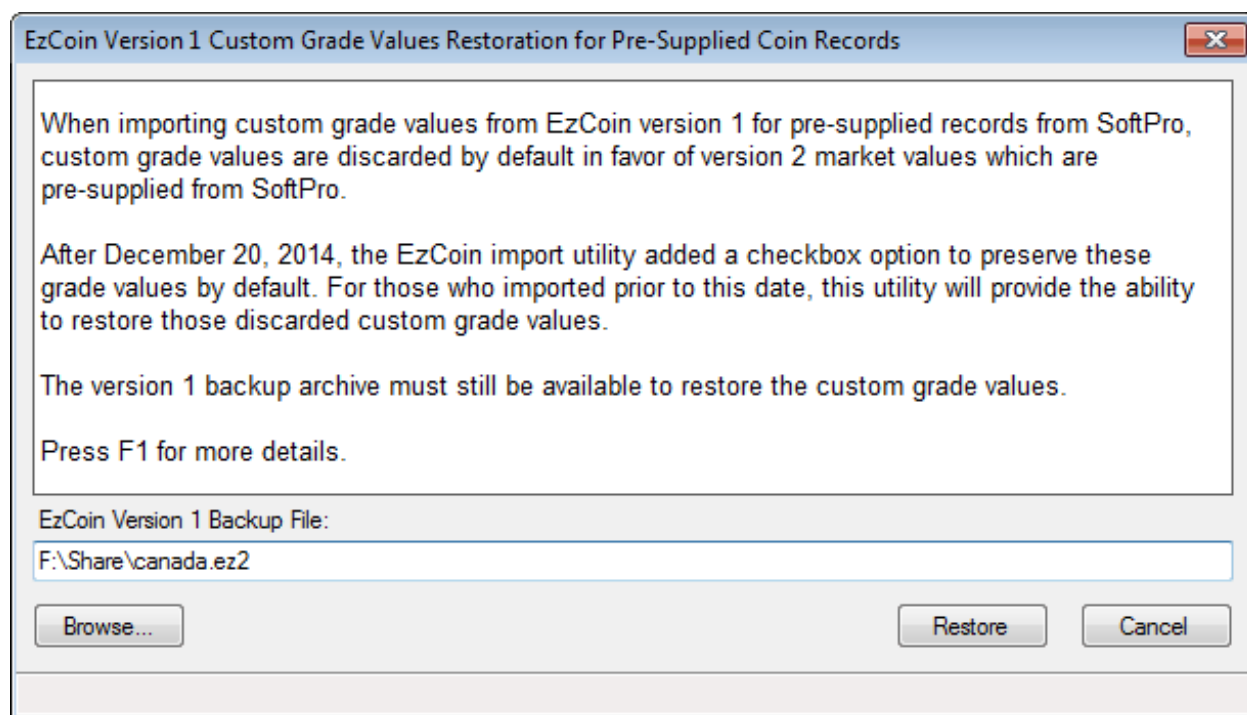 EzCoin Version 1 Custom Grade Values Restoration for Pre-Supplied Coin Records
When importing custom grade values from EzCoin version 1 for pre-supplied records from SoftPro,
custom grade values are discarded by default in favor of version 2 market values which are
pre-supplied from SoftPro.
After December 20, 2014, the EzCoin import utility added a checkbox option to preserve these
grade values by default. For those who imported prior to this date, this utility will provide the ability
to restore those discarded custom grade values.
The version 1 backup archive must still be available to restore the custom grade values.
Press F1 for more details.
EzCoin Version 1 Backup File:
F:\Share\canada.ez2
Browse... Restore Cancel